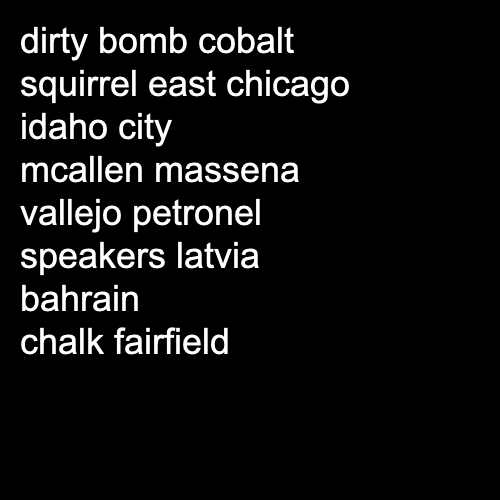 dirty bomb cobalt
squirrel east chicago
idaho city
mcallen massena
vallejo petronel
speakers latvia
bahrain
chalk fairfield